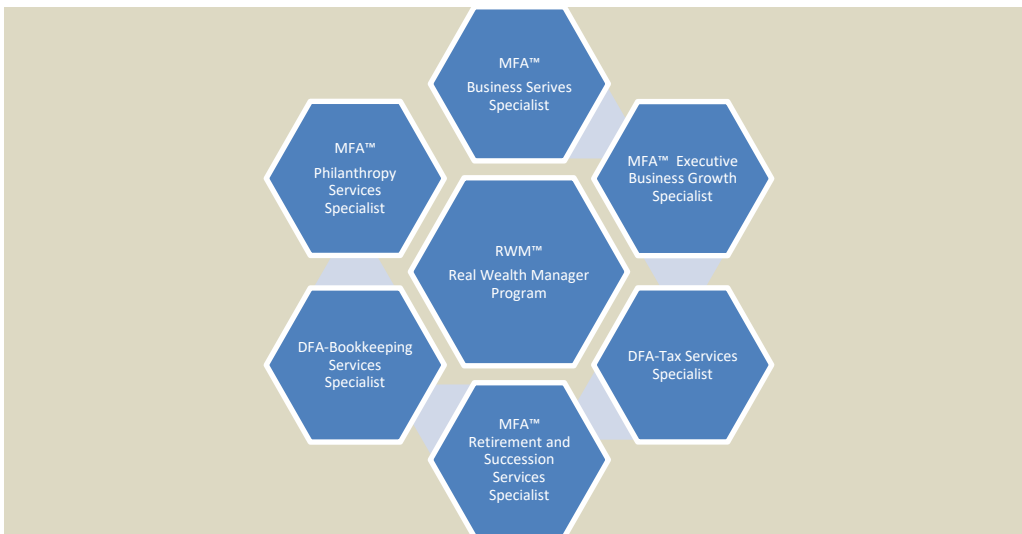 MFA™
Business Serives
Specialist
MFA™ Executive
Business Growth
Specialist
MFA™
Philanthropy
Services
Specialist
RWM™
Real Wealth Manager
Program
DFA-Bookkeeping
Services
Specialist
DFA-Tax Services
Specialist
MFA™
Retirement and
Succession
Services
Specialist